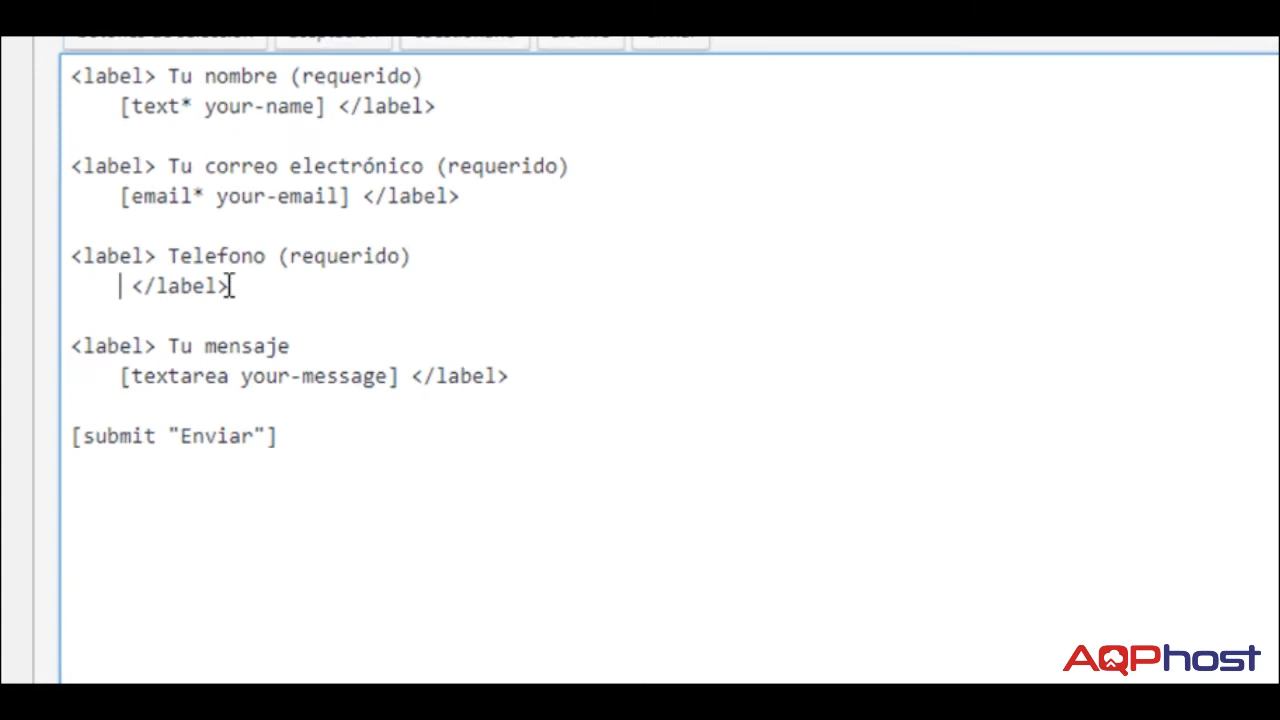 <label> Tu nombre (requerido)
[text* your-name] </label>
<label> Tu correo electrónico (requerido)
[email* your-email] </label>
<label> Telefono (requerido)
</label>
<label> Tu mensaje
[textarea your-message] </label>
[submit "Enviar"]
AQPhost